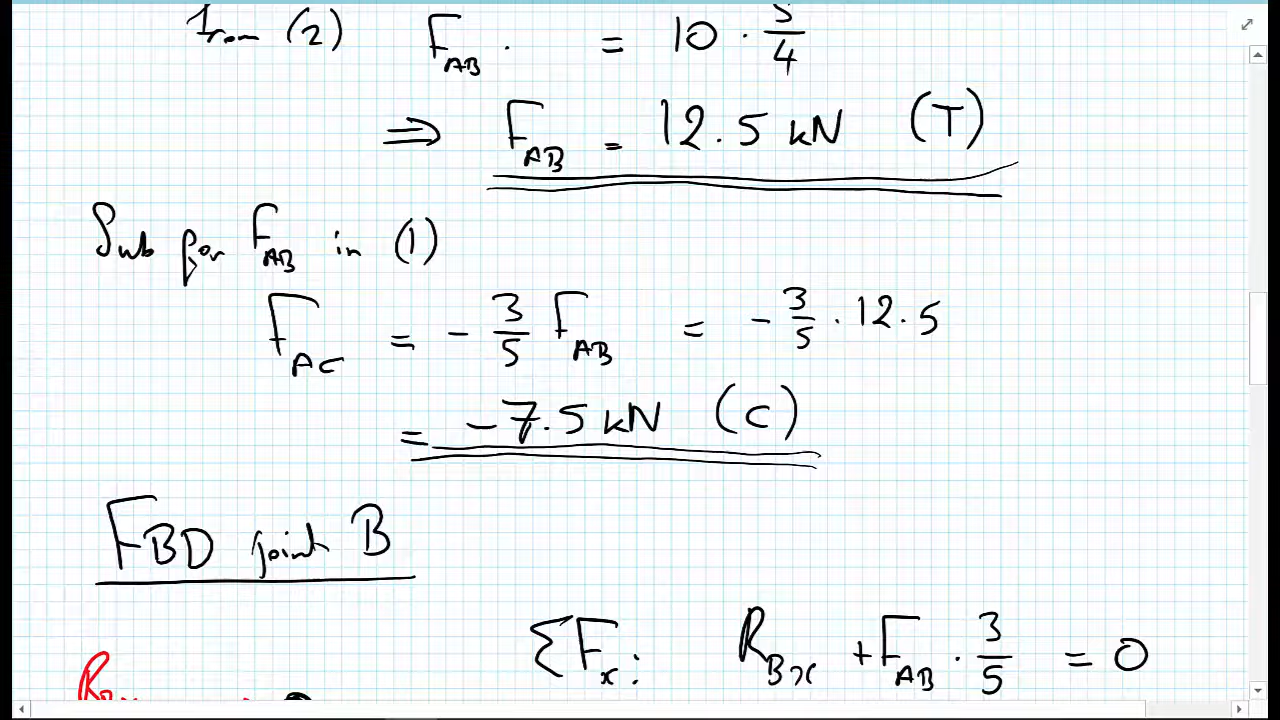 From (2) F_AB . = 10 . 5/4
⇒ F_AB = 12.5 kN (T)
Sub for F_AB in (1)
F_AC = - 3/5 F_AB = - 3/5 . 12.5
= -7.5 kN (C)
FBD joint B
ΣF_x: R_Bx + F_AB . 3/5 = 0